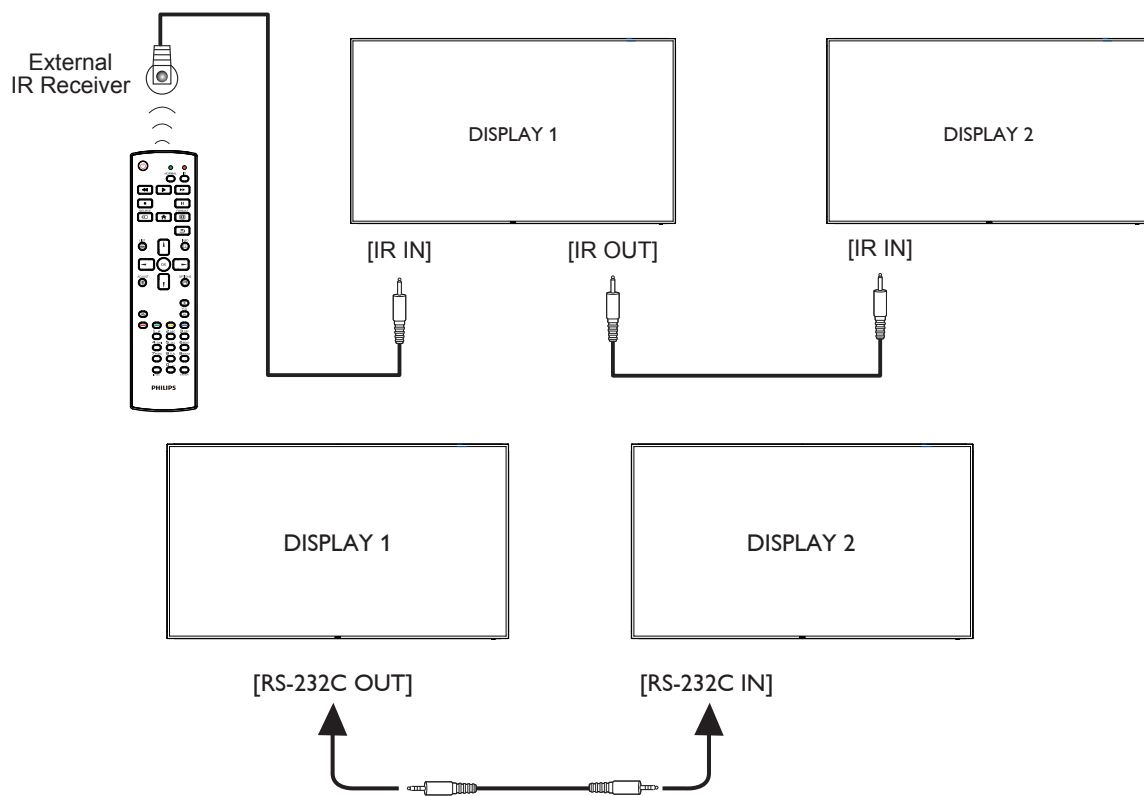 External
IR Receiver
DISPLAY 1
DISPLAY 2
[IR IN]
[IR OUT]
[IR IN]
OK
PHILIPS
DISPLAY 1
DISPLAY 2
[RS-232C OUT]
[RS-232C IN]